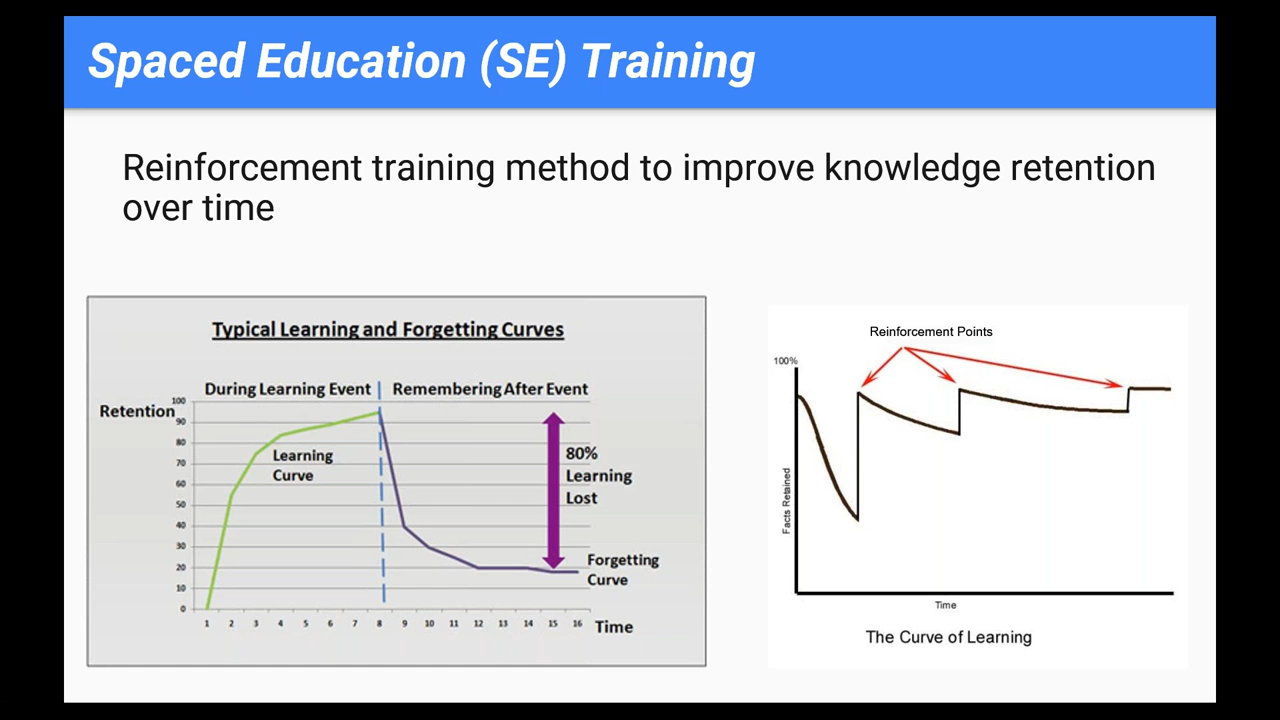 Spaced Education (SE) Training
Reinforcement training method to improve knowledge retention
over time
Typical Learning and Forgetting Curves
During Learning Event
Remembering After Event
Retention
100
90
80
70
60
50
40
30
20
10
0
Learning
Curve
80%
Learning
Lost
Forgetting
Curve
1 2 3 4 5 6 7 8 9 10 11 12 13 14 15 16
Time
Reinforcement Points
100%
Facts Retained
Time
The Curve of Learning